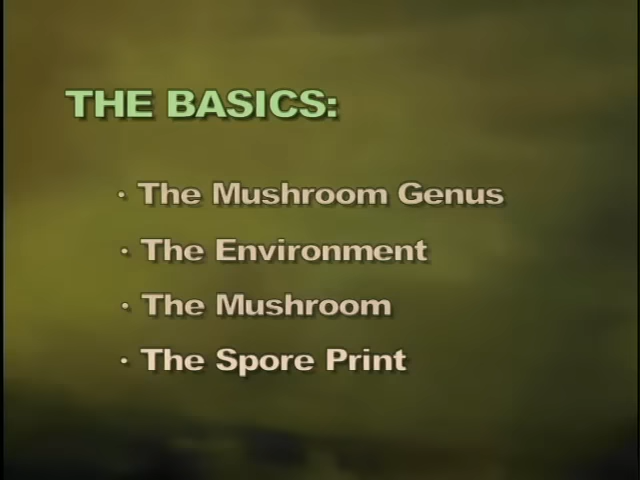 THE BASICS:
· The Mushroom Genus
· The Environment
· The Mushroom
· The Spore Print